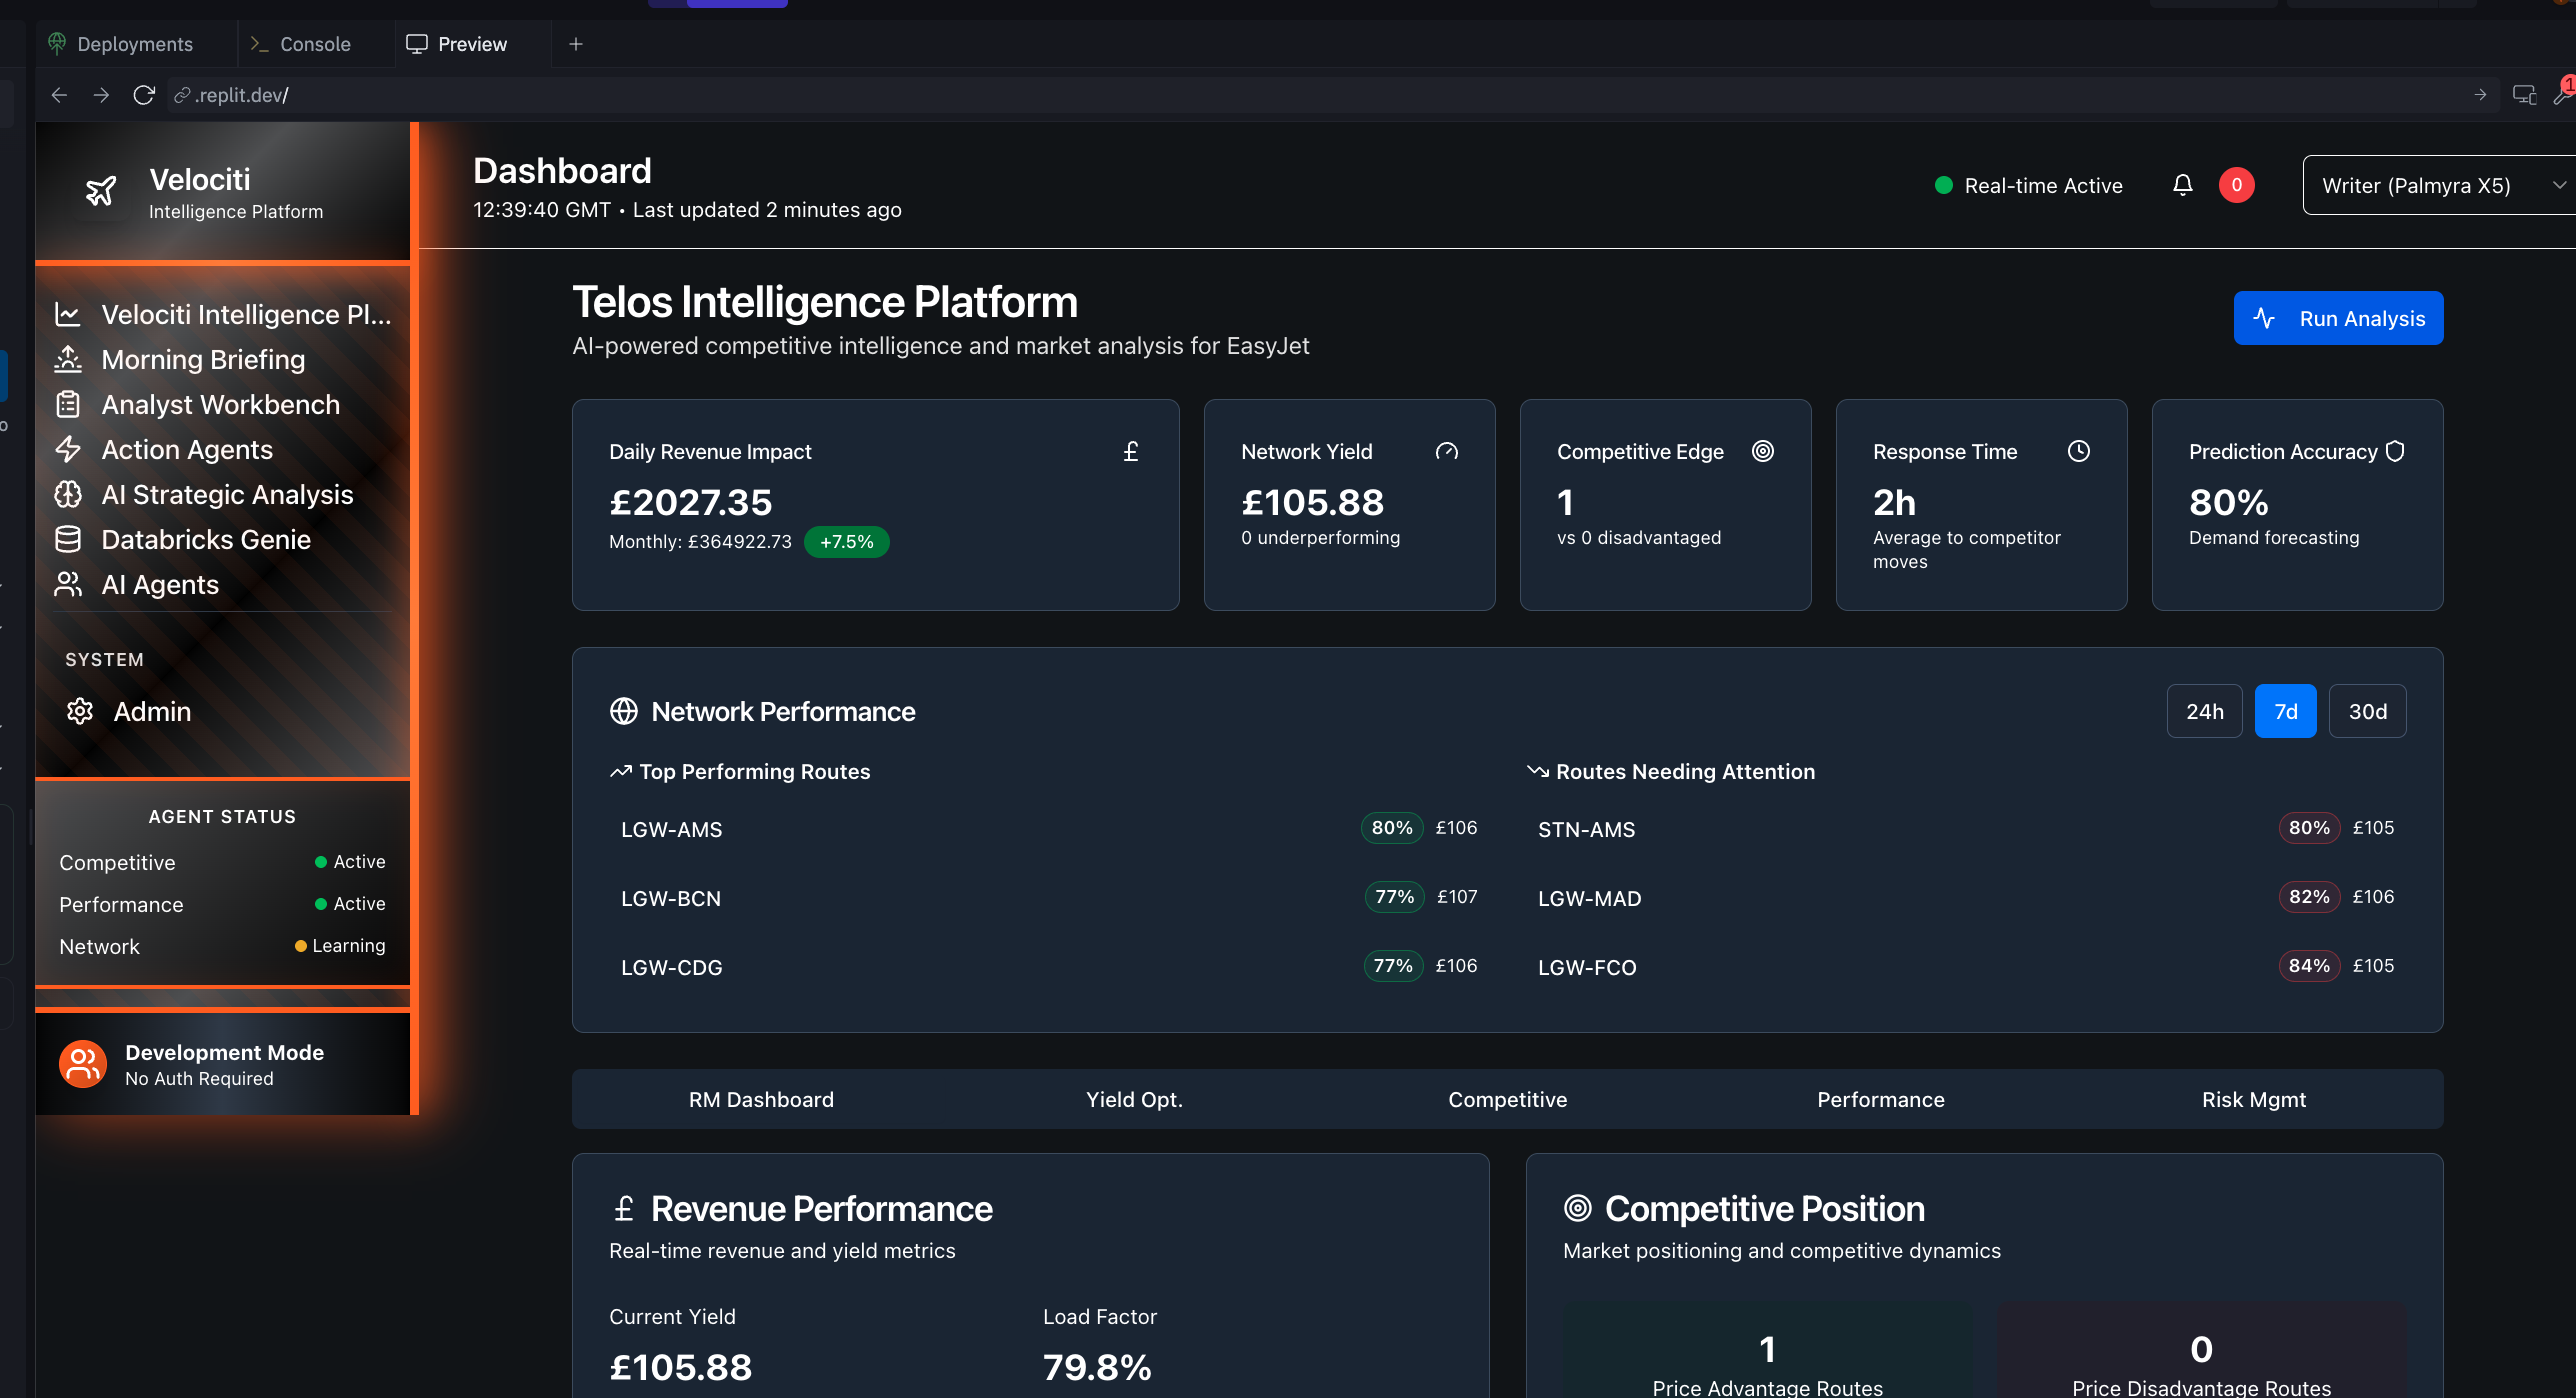 Deployments
Console
Preview
.replit.dev/
1
Velociti
Intelligence Platform
Velociti Intelligence Pl...
Morning Briefing
Analyst Workbench
Action Agents
AI Strategic Analysis
Databricks Genie
AI Agents
SYSTEM
Admin
AGENT STATUS
Competitive Active
Performance Active
Network Learning
Development Mode
No Auth Required
Dashboard
12:39:40 GMT • Last updated 2 minutes ago
Real-time Active
0
Writer (Palmyra X5)
Telos Intelligence Platform
AI-powered competitive intelligence and market analysis for EasyJet
Run Analysis
Daily Revenue Impact £
£2027.35
Monthly: £364922.73 +7.5%
Network Yield
£105.88
0 underperforming
Competitive Edge
1
vs 0 disadvantaged
Response Time
2h
Average to competitor
moves
Prediction Accuracy
80%
Demand forecasting
Network Performance
24h 7d 30d
Top Performing Routes
LGW-AMS 80% £106
LGW-BCN 77% £107
LGW-CDG 77% £106
Routes Needing Attention
STN-AMS 80% £105
LGW-MAD 82% £106
LGW-FCO 84% £105
RM Dashboard Yield Opt. Competitive Performance Risk Mgmt
£ Revenue Performance
Real-time revenue and yield metrics
Current Yield
£105.88
Load Factor
79.8%
Competitive Position
Market positioning and competitive dynamics
1
Price Advantage Routes
0
Price Disadvantage Routes